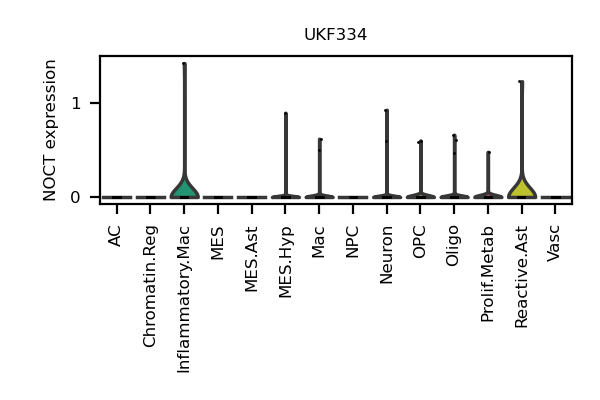 UKF334
NOCT expression
1
0
AC
Chromatin.Reg
Inflammatory.Mac
MES
MES.Ast
MES.Hyp
Mac
NPC
Neuron
OPC
Oligo
Prolif.Metab
Reactive.Ast
Vasc